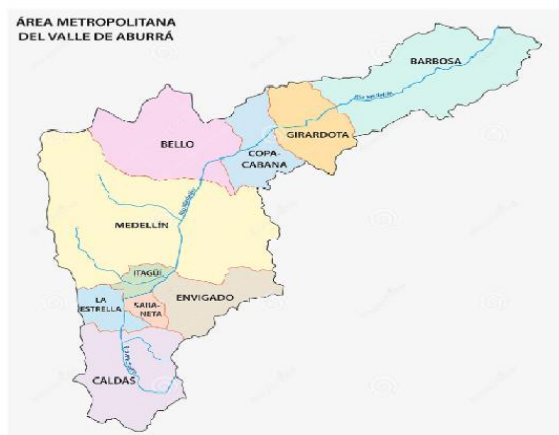 ÁREA METROPOLITANA
DEL VALLE DE ABURRÁ
BARBOSA
GIRARDOTA
COPA-
CABANA
BELLO
MEDELLÍN
ITAGÜÍ
LA
ESTRELLA
SABA-
NETA
ENVIGADO
CALDAS